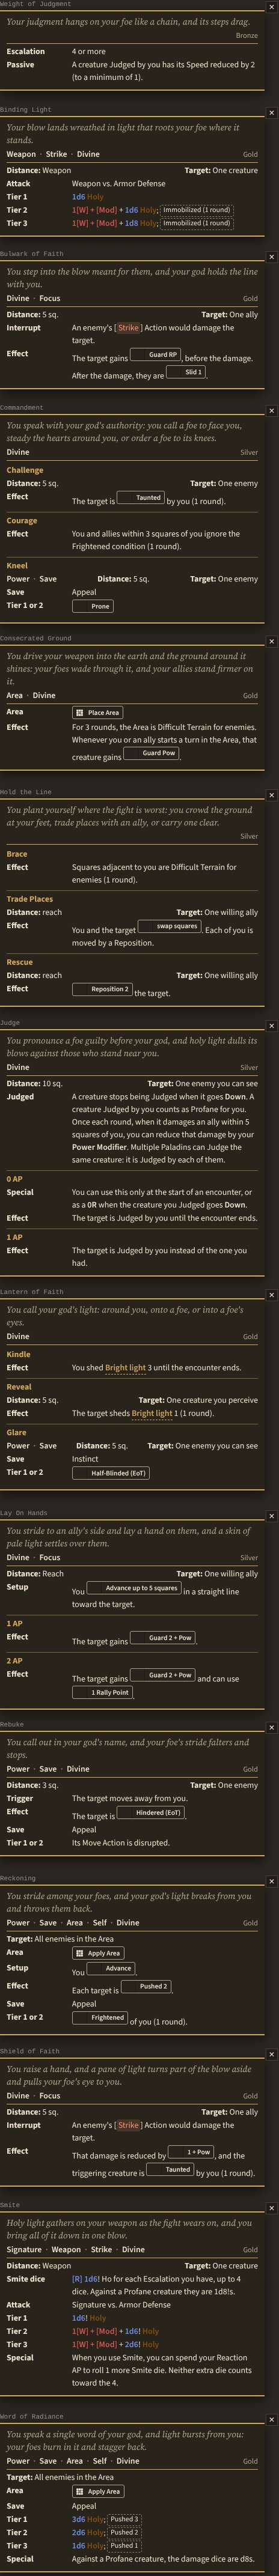 Weight of Judgment
Your judgment hangs on your foe like a chain, and its steps drag.
Bronze
Escalation 4 or more
Passive A creature Judged by you has its Speed reduced by 2
(to a minimum of 1).
Binding Light
Your blow lands wreathed in light that roots your foe where it
stands.
Weapon · Strike · Divine Gold
Distance: Weapon Target: One creature
Attack Weapon vs. Armor Defense
Tier 1 1d6 Holy
Tier 2 1[W] + [Mod] + 1d6 Holy; Immobilized (1 round)
Tier 3 1[W] + [Mod] + 1d8 Holy; Immobilized (1 round)
Bulwark of Faith
You step into the blow meant for them, and your god holds the line
with you.
Divine · Focus Gold
Distance: 5 sq. Target: One ally
Interrupt An enemy's [Strike] Action would damage the
target.
Effect The target gains Guard RP, before the damage.
After the damage, they are Slid 1.
Commandment
You speak with your god's authority: you call a foe to face you,
steady the hearts around you, or order a foe to its knees.
Divine Silver
Challenge
Distance: 5 sq. Target: One enemy
Effect The target is Taunted by you (1 round).
Courage
Effect You and allies within 3 squares of you ignore the
Frightened condition (1 round).
Kneel
Power · Save Distance: 5 sq. Target: One enemy
Save Appeal
Tier 1 or 2 Prone
Consecrated Ground
You drive your weapon into the earth and the ground around it
shines: your foes wade through it, and your allies stand firmer on
it.
Area · Divine Gold
Area Place Area
Effect For 3 rounds, the Area is Difficult Terrain for enemies.
Whenever you or an ally starts a turn in the Area, that
creature gains Guard Pow.
Hold the Line
You plant yourself where the fight is worst: you crowd the ground
at your feet, trade places with an ally, or carry one clear.
Silver
Brace
Effect Squares adjacent to you are Difficult Terrain for
enemies (1 round).
Trade Places
Distance: reach Target: One willing ally
Effect You and the target swap squares. Each of you is
moved by a Reposition.
Rescue
Distance: reach Target: One willing ally
Effect Reposition 2 the target.
Judge
You pronounce a foe guilty before your god, and holy light dulls its
blows against those who stand near you.
Divine Silver
Distance: 10 sq. Target: One enemy you can see
Judged A creature stops being Judged when it goes Down. A
creature Judged by you counts as Profane for you.
Once each round, when it damages an ally within 5
squares of you, you can reduce that damage by your
Power Modifier. Multiple Paladins can Judge the
same creature: it is Judged by each of them.
0 AP
Special You can use this only at the start of an encounter, or
as a 0R when the creature you Judged goes Down.
Effect The target is Judged by you until the encounter ends.
1 AP
Effect The target is Judged by you instead of the one you
had.
Lantern of Faith
You call your god's light: around you, onto a foe, or into a foe's
eyes.
Divine Gold
Kindle
Effect You shed Bright light 3 until the encounter ends.
Reveal
Distance: 5 sq. Target: One creature you perceive
Effect The target sheds Bright light 1 (1 round).
Glare
Power · Save Distance: 5 sq. Target: One enemy you can see
Save Instinct
Tier 1 or 2 Half-Blinded (EoT)
Lay On Hands
You stride to an ally's side and lay a hand on them, and a skin of
pale light settles over them.
Divine · Focus Silver
Distance: Reach Target: One willing ally
Setup You Advance up to 5 squares in a straight line
toward the target.
1 AP
Effect The target gains Guard 2 + Pow.
2 AP
Effect The target gains Guard 2 + Pow and can use
1 Rally Point.
Rebuke
You call out in your god's name, and your foe's stride falters and
stops.
Power · Save · Divine Gold
Distance: 3 sq. Target: One enemy
Trigger The target moves away from you.
Effect The target is Hindered (EoT).
Save Appeal
Tier 1 or 2 Its Move Action is disrupted.
Reckoning
You stride among your foes, and your god's light breaks from you
and throws them back.
Power · Save · Area · Self · Divine Gold
Target: All enemies in the Area
Area Apply Area
Setup You Advance.
Effect Each target is Pushed 2.
Save Appeal
Tier 1 or 2 Frightened of you (1 round).
Shield of Faith
You raise a hand, and a pane of light turns part of the blow aside
and pulls your foe's eye to you.
Divine · Focus Gold
Distance: 5 sq. Target: One ally
Interrupt An enemy's [Strike] Action would damage the
target.
Effect That damage is reduced by 1 + Pow, and the
triggering creature is Taunted by you (1 round).
Smite
Holy light gathers on your weapon as the fight wears on, and you
bring all of it down in one blow.
Signature · Weapon · Strike · Divine
Distance: Weapon Target: One creature
Smite dice [R] 1d6! Ho for each Escalation you have, up to 4
dice. Against a Profane creature they are 1d8!s.
Attack Signature vs. Armor Defense
Tier 1 1d6! Holy
Tier 2 1[W] + [Mod] + 1d6! Holy
Tier 3 1[W] + [Mod] + 2d6! Holy
Special When you use Smite, you can spend your Reaction
AP to roll 1 more Smite die. Neither extra die counts
toward the 4.
Word of Radiance
You speak a single word of your god, and light bursts from you:
your foes burn in it and stagger back.
Power · Save · Area · Self · Divine Gold
Target: All enemies in the Area
Area Apply Area
Save Appeal
Tier 1 3d6 Holy; Pushed 3
Tier 2 2d6 Holy; Pushed 2
Tier 3 1d6 Holy; Pushed 1
Special Against a Profane creature, the damage dice are d8s.